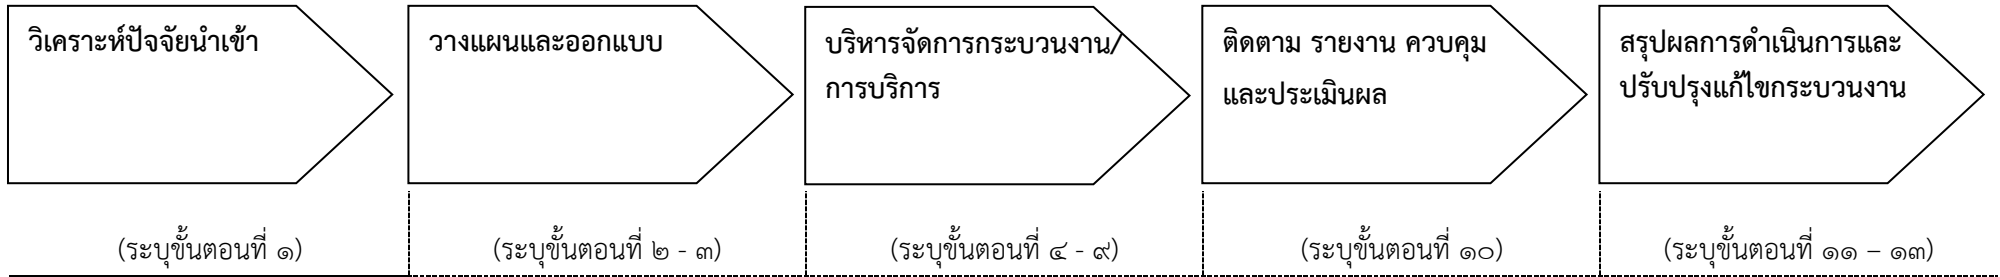 วิเคราะห์ปัจจัยนำเข้า
วางแผนและออกแบบ
บริหารจัดการกระบวนงาน/
การบริการ
ติดตาม รายงาน ควบคุม
และประเมินผล
สรุปผลการดำเนินการและ
ปรับปรุงแก้ไขกระบวนงาน
(ระบุขั้นตอนที่ ๑)
(ระบุขั้นตอนที่ ๒ - ๓)
(ระบุขั้นตอนที่ ๔ - ๙)
(ระบุขั้นตอนที่ ๑๐)
(ระบุขั้นตอนที่ ๑๑ – ๑๓)